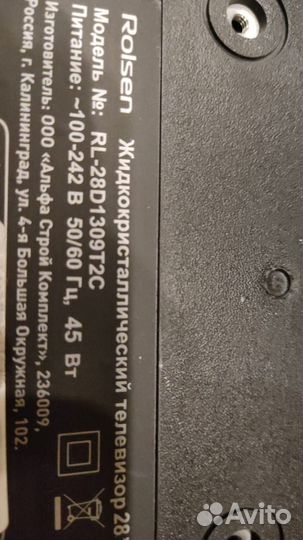 Rolsen
Жидкокристаллический телевизор 28"
Модель №: RL-28D1309T2C
Питание: ~100-242 В 50/60 Гц, 45 Вт
Изготовитель: ООО «Альфа Строй Комплект», 236009,
Россия, г. Калининград, ул. 4-я Большая Окружная, 102.
Avito